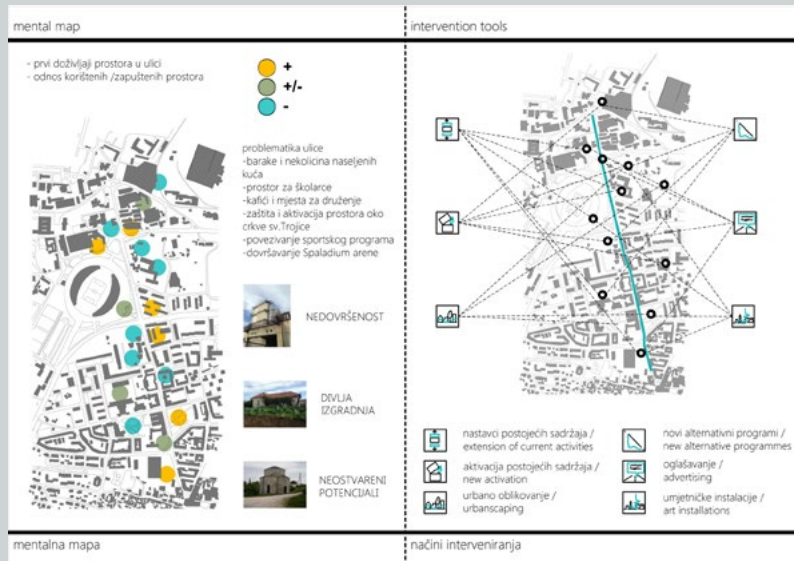 mental map
- prvi doživljaji prostora u ulici
- odnos korištenih /zapuštenih prostora
+
+/-
-
problematika ulice
-barake i nekolicina naseljenih
kuća
-prostor za školarce
-kafići i mjesta za druženje
-zaštita i aktivacija prostora oko
crkve sv.Trojice
-povezivanje sportskog programa
-dovršavanje Spaladium arene
NEDOVRŠENOST
DIVLJA
IZGRADNJA
NEOSTVARENI
POTENCIJALI
mentalna mapa
intervention tools
nastavci postojećih sadržaja /
extension of current activities
aktivacija postojećih sadržaja /
new activation
urbano oblikovanje /
urbanscaping
novi alternativni programi /
new alternative programmes
oglašavanje /
advertising
umjetničke instalacije /
art installations
načini interveniranja